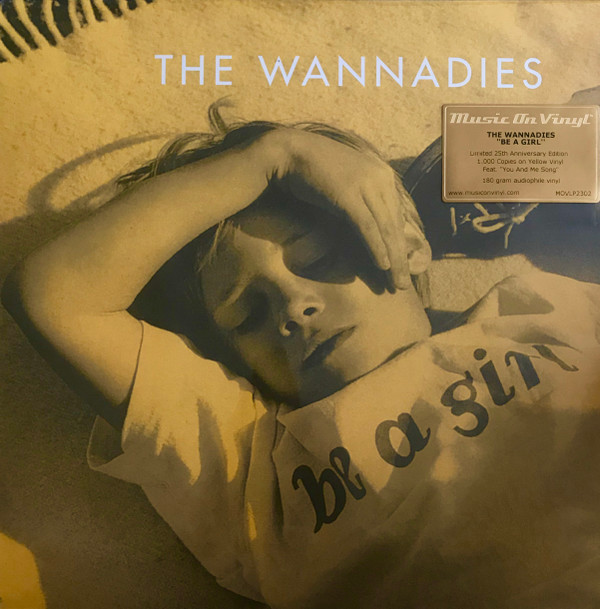 THE WANNADIES
Music On Vinyl
THE WANNADIES
"BE A GIRL"
Limited 25th Anniversary Edition
1.000 Copies on Yellow Vinyl
Feat. "You And Me Song"
180 gram audiophile vinyl
www.musiconvinyl.com MOVLP2302
be a girl